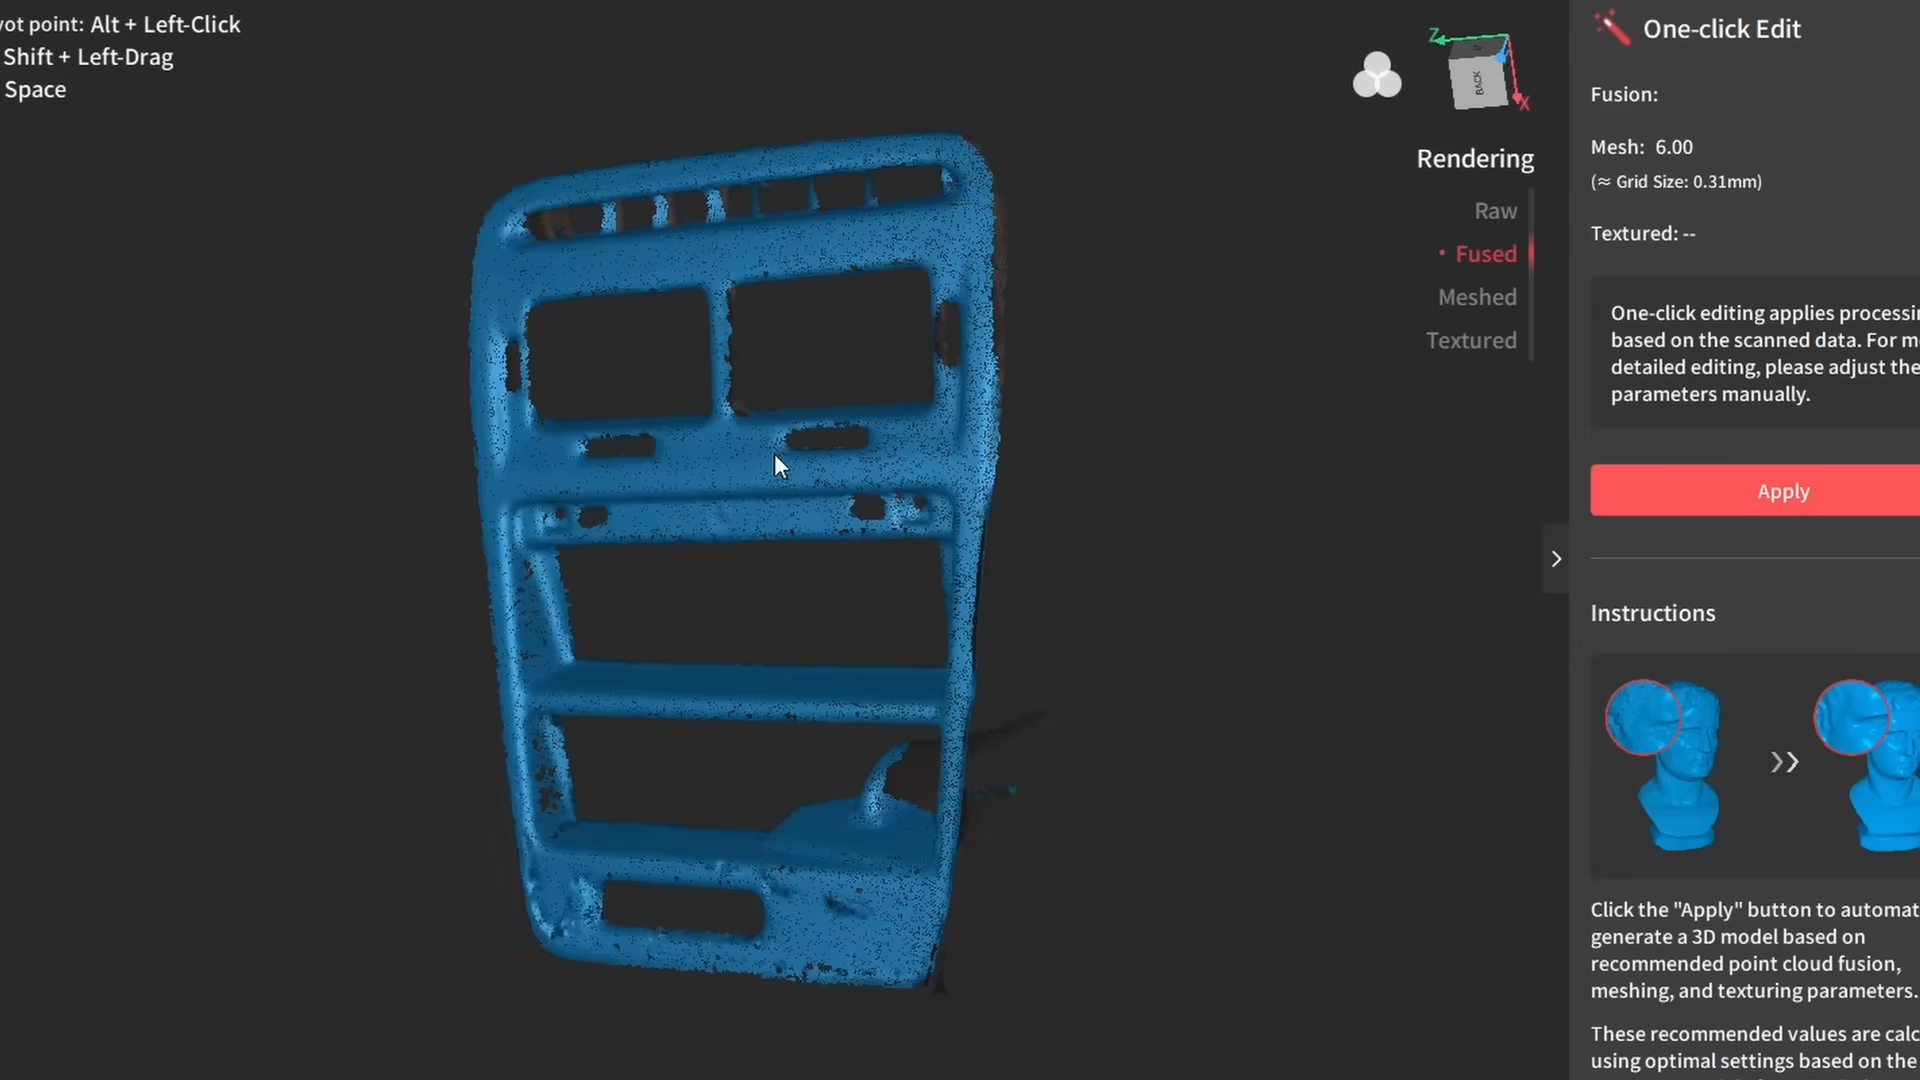 vot point: Alt + Left-Click
Shift + Left-Drag
Space
Z
BACK
X
Rendering
Raw
• Fused
Meshed
Textured
One-click Edit
Fusion:
Mesh: 6.00
(≈ Grid Size: 0.31mm)
Textured: --
One-click editing applies processin
based on the scanned data. For m
detailed editing, please adjust the
parameters manually.
Apply
Instructions
Click the "Apply" button to automat
generate a 3D model based on
recommended point cloud fusion,
meshing, and texturing parameters.
These recommended values are calc
using optimal settings based on the